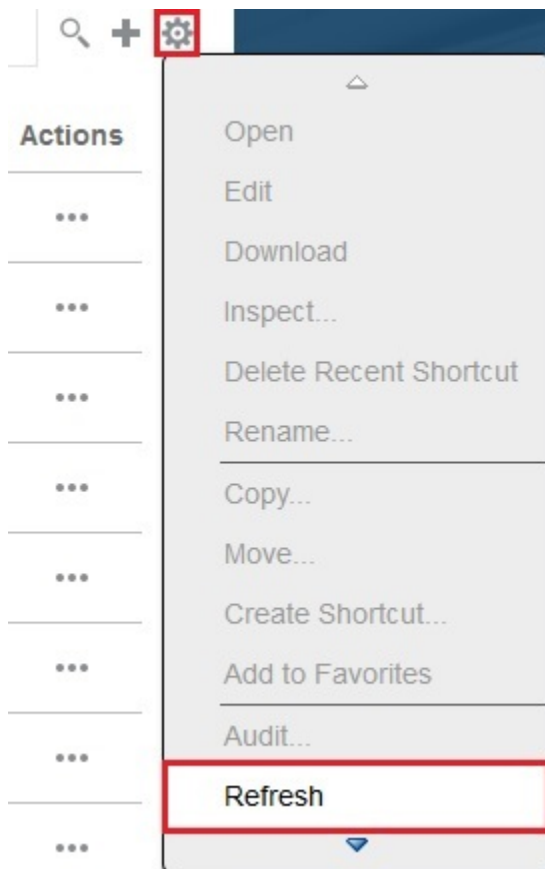 Actions
Open
Edit
Download
Inspect...
Delete Recent Shortcut
Rename...
Copy...
Move...
Create Shortcut...
Add to Favorites
Audit...
Refresh